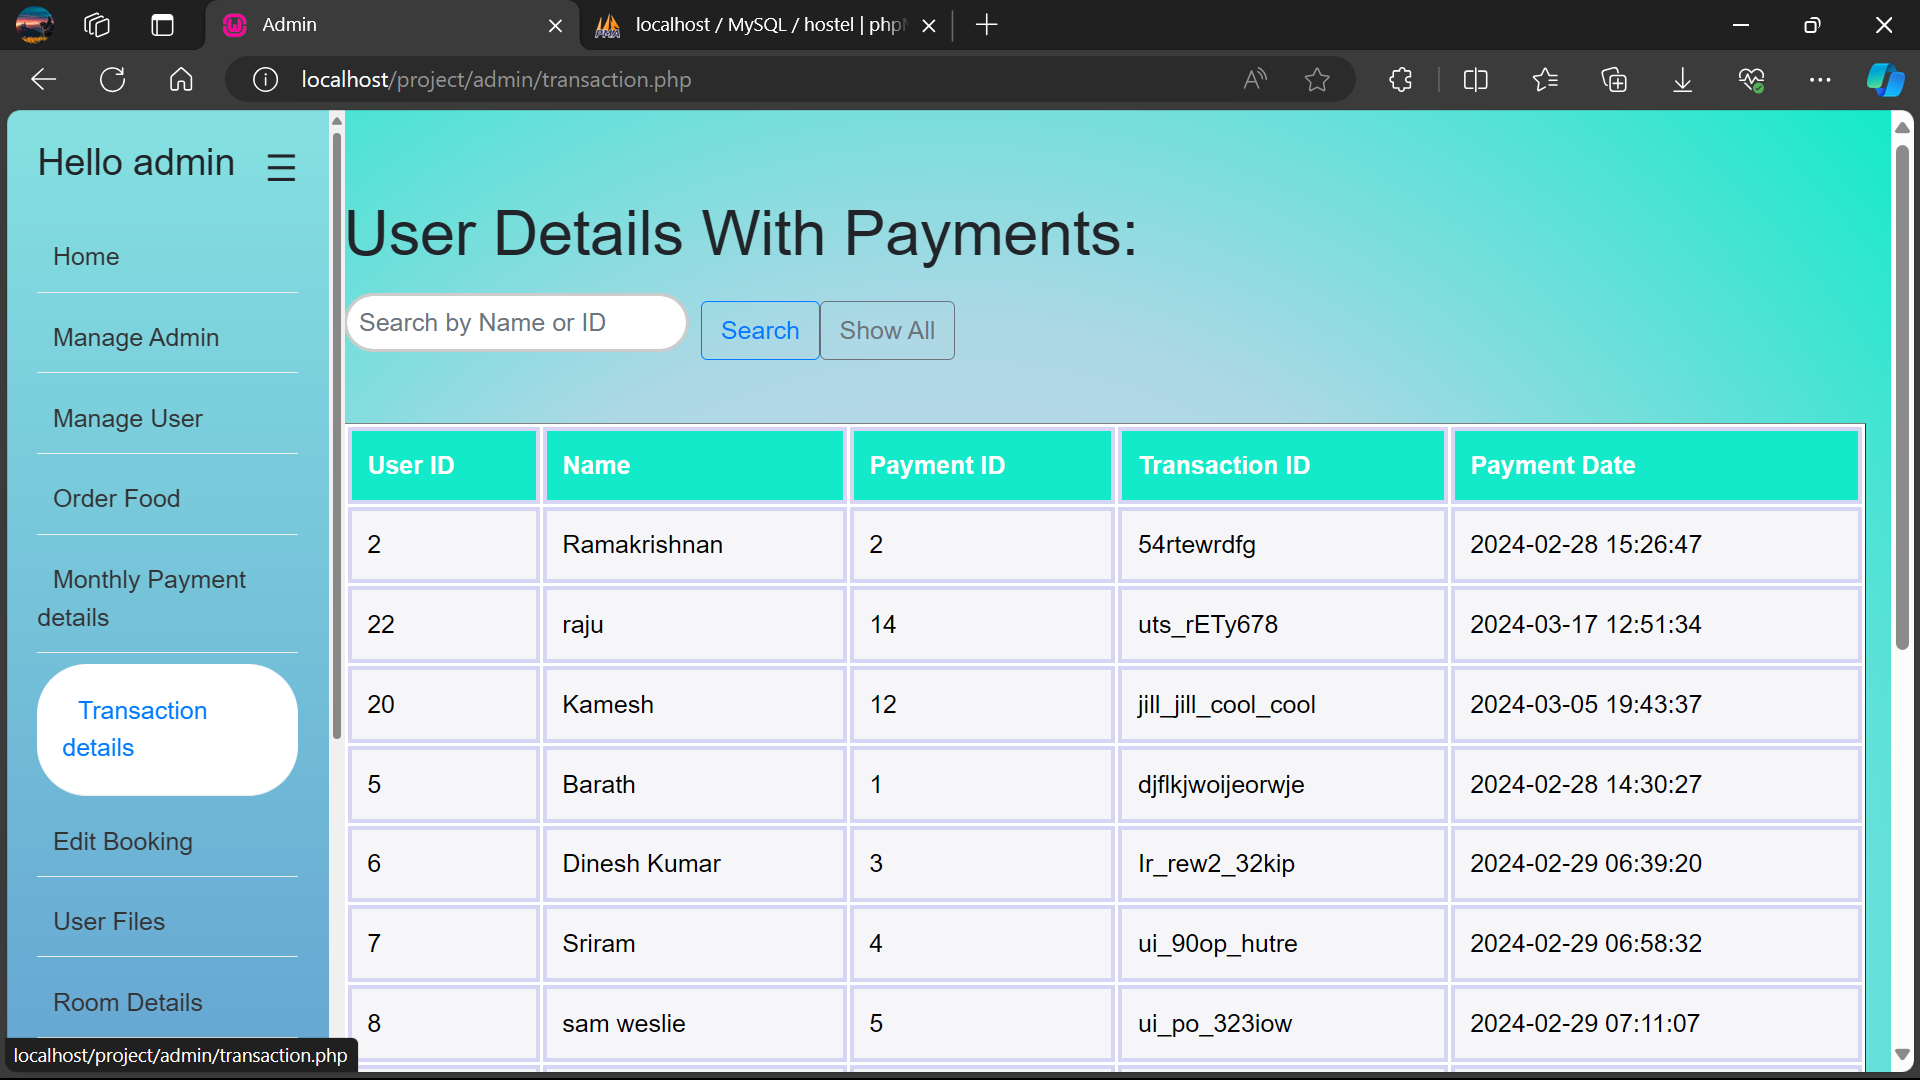 Admin
localhost / MySQL / hostel | php
localhost/project/admin/transaction.php
Hello admin
Home
Manage Admin
Manage User
Order Food
Monthly Payment
details
Transaction
details
Edit Booking
User Files
Room Details
localhost/project/admin/transaction.php
User Details With Payments:
Search by Name or ID
Search
Show All
User ID Name Payment ID Transaction ID Payment Date
2 Ramakrishnan 2 54rtewrdfg 2024-02-28 15:26:47
22 raju 14 uts_rETy678 2024-03-17 12:51:34
20 Kamesh 12 jill_jill_cool_cool 2024-03-05 19:43:37
5 Barath 1 djflkjwoijeorwje 2024-02-28 14:30:27
6 Dinesh Kumar 3 lr_rew2_32kip 2024-02-29 06:39:20
7 Sriram 4 ui_90op_hutre 2024-02-29 06:58:32
8 sam weslie 5 ui_po_323iow 2024-02-29 07:11:07